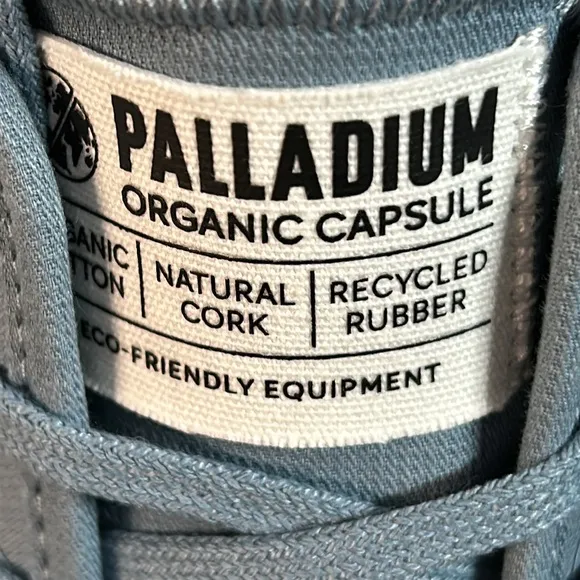 PALLADIUM
ORGANIC CAPSULE
NATURAL
CORK
RECYCLED
RUBBER
ECO-FRIENDLY EQUIPMENT